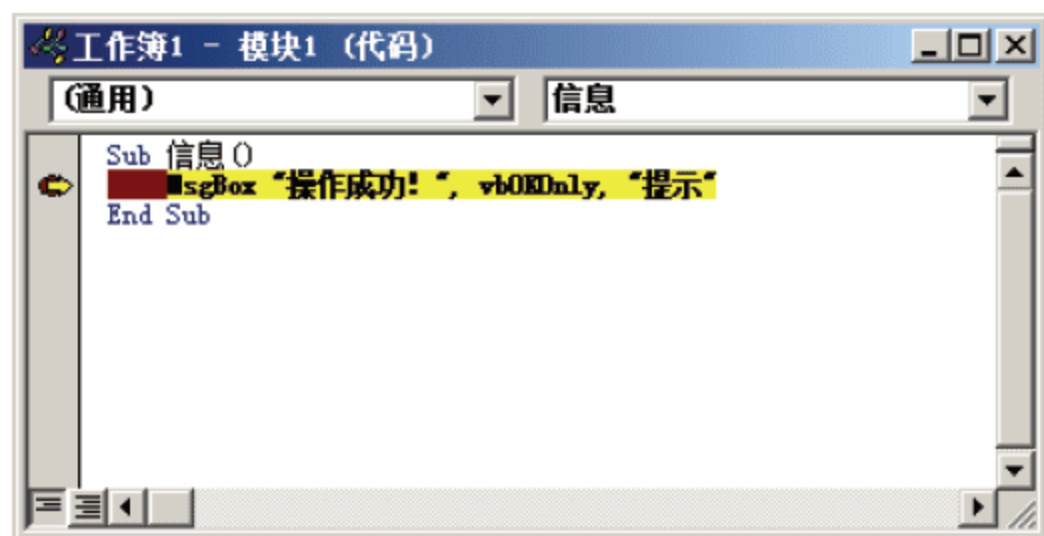 工作簿1 - 模块1 (代码)
(通用) 信息
Sub 信息()
MsgBox "操作成功!", vbOKOnly, "提示"
End Sub